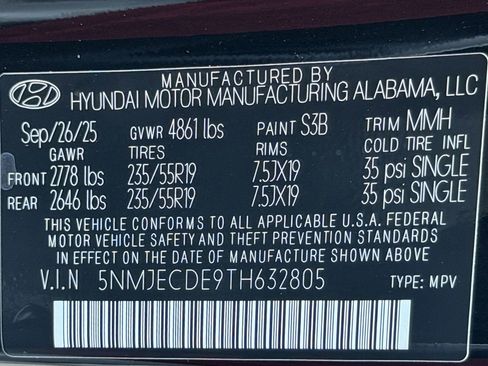 MANUFACTURED BY
HYUNDAI MOTOR MANUFACTURING ALABAMA, LLC
Sep/26/25 GVWR 4861 lbs PAINT S3B TRIM MMH
GAWR TIRES RIMS COLD TIRE INFL
FRONT 2778 lbs 235/55R19 7.5JX19 35 psi SINGLE
REAR 2646 lbs 235/55R19 7.5JX19 35 psi SINGLE
THIS VEHICLE CONFORMS TO ALL APPLICABLE U.S.A. FEDERAL
MOTOR VEHICLE SAFETY, BUMPER, AND THEFT PREVENTION STANDARDS
IN EFFECT ON THE DATE OF MANUFACTURE SHOWN ABOVE
V.I.N 5NMJECDE9TH632805 TYPE: MPV